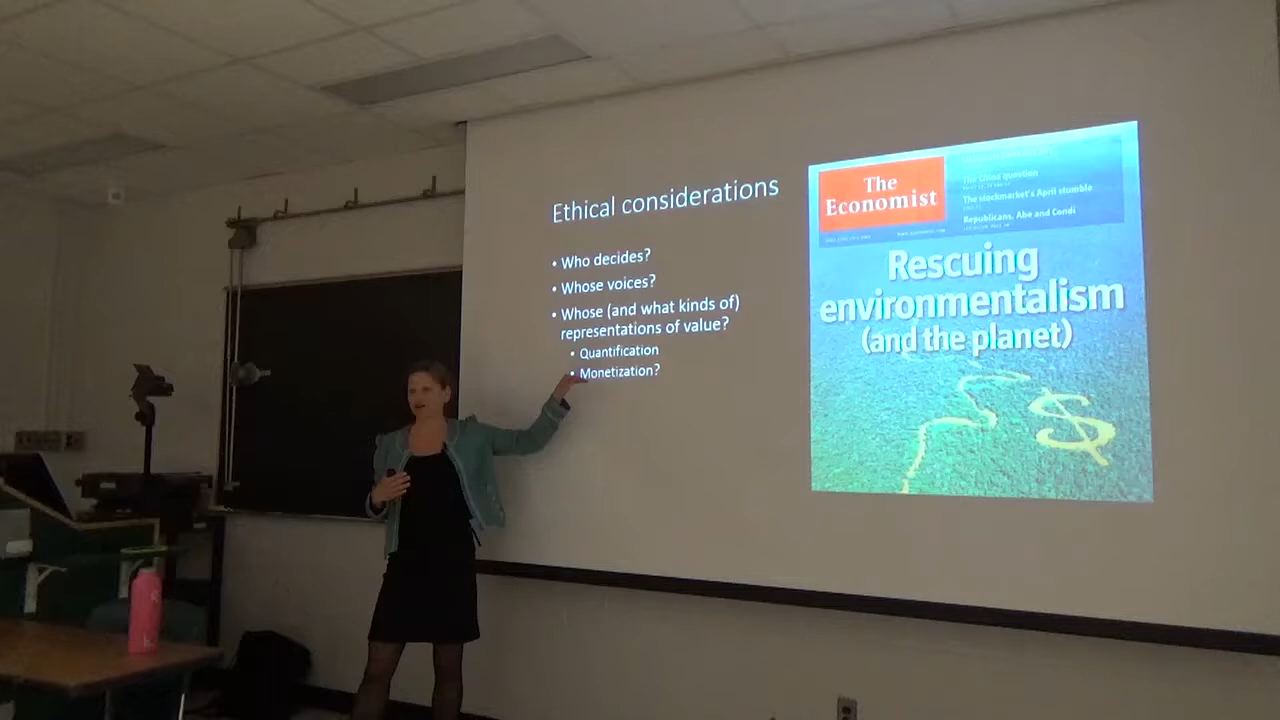 Ethical considerations
• Who decides?
• Whose voices?
• Whose (and what kinds of)
representations of value?
• Quantification
• Monetization?
The
Economist
The China question
The stockmarket's April stumble
Republicans, Abe and Condi
Rescuing
environmentalism
(and the planet)
$